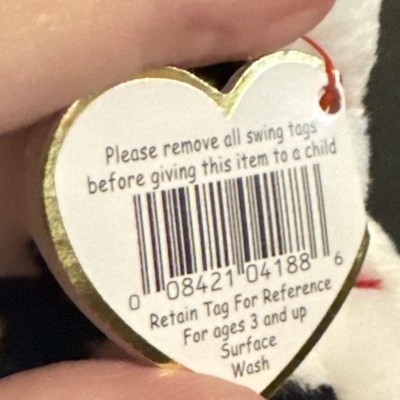 Please remove all swing tags
before giving this item to a child
0 08421 04188 6
Retain Tag For Reference
For ages 3 and up
Surface
Wash